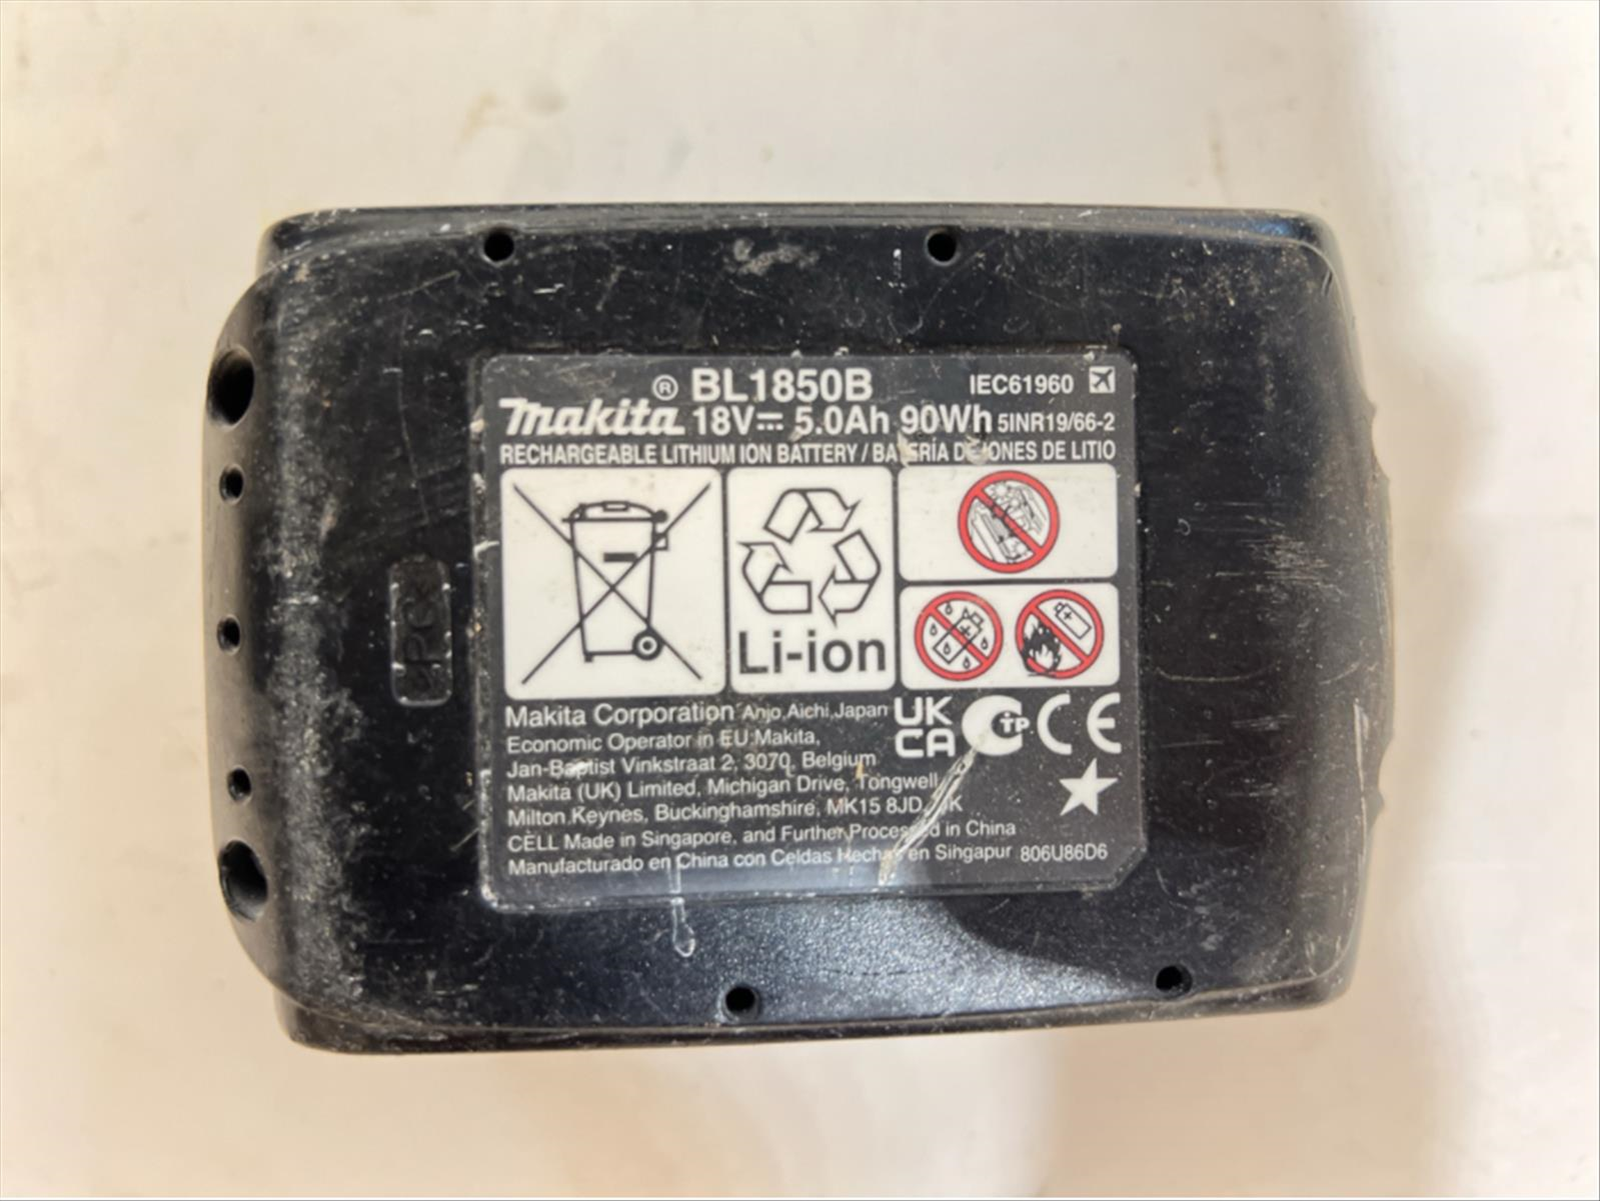 ® BL1850B IEC61960
makita 18V 5.0Ah 90Wh 5INR19/66-2
RECHARGEABLE LITHIUM ION BATTERY / BATERÍA DE IONES DE LITIO
Li-ion
Makita Corporation Anjo,Aichi,Japan
Economic Operator in EU:Makita,
Jan-Baptist Vinkstraat 2, 3070, Belgium
Makita (UK) Limited, Michigan Drive, Tongwell,
Milton Keynes, Buckinghamshire, MK15 8JD, UK
CELL Made in Singapore, and Further Processed in China
Manufacturado en China con Celdas Hechas en Sihgapur 806U86D6
UK
CA
TP
CE
PC